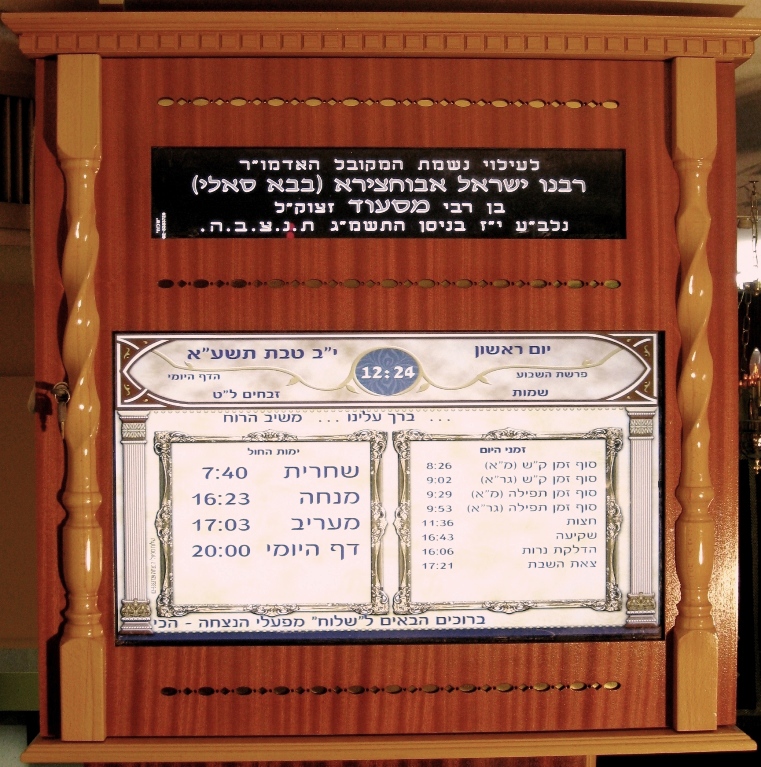 לעילוי נשמת המקובל האדמו״ר
רבנו ישראל אבוחצירא (בבא סאלי)
בן רבי מסעוד זצוק״ל
נלב״ע י״ז בניסן התשמ״ג ת.נ.צ.ב.ה.
יום ראשון
פרשת השבוע
שמות
12:24
י״ב טבת תשע״א
הדף היומי
זבחים ל״ט
... ברך עלינו ... משיב הרוח
זמני היום
סוף זמן ק״ש (מ״א) 8:26
סוף זמן ק״ש (גר״א) 9:02
סוף זמן תפילה (מ״א) 9:29
סוף זמן תפילה (גר״א) 9:53
חצות 11:36
שקיעה 16:43
הדלקת נרות 16:06
צאת השבת 17:21
ימות החול
שחרית 7:40
מנחה 16:23
מעריב 17:03
דף היומי 20:00
ברוכים הבאים ל"שלוח" מפעלי הנצחה - הכי